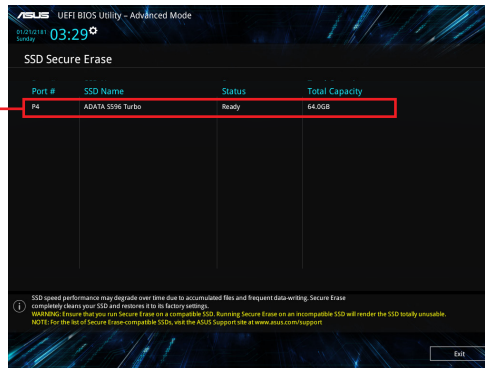 ASUS UEFI BIOS Utility – Advanced Mode
01/21/2181
Sunday
03:29
SSD Secure Erase
Port # SSD Name Status Total Capacity
P4 ADATA S596 Turbo Ready 64.0GB
SSD speed performance may degrade over time due to accumulated files and frequent data-writing. Secure Erase
completely cleans your SSD and restores it to its factory settings.
WARNING: Ensure that you run Secure Erase on a compatible SSD. Running Secure Erase on an incompatible SSD will render the SSD totally unusable.
NOTE: For the list of Secure Erase-compatible SSDs, visit the ASUS Support site at www.asus.com/support
Exit